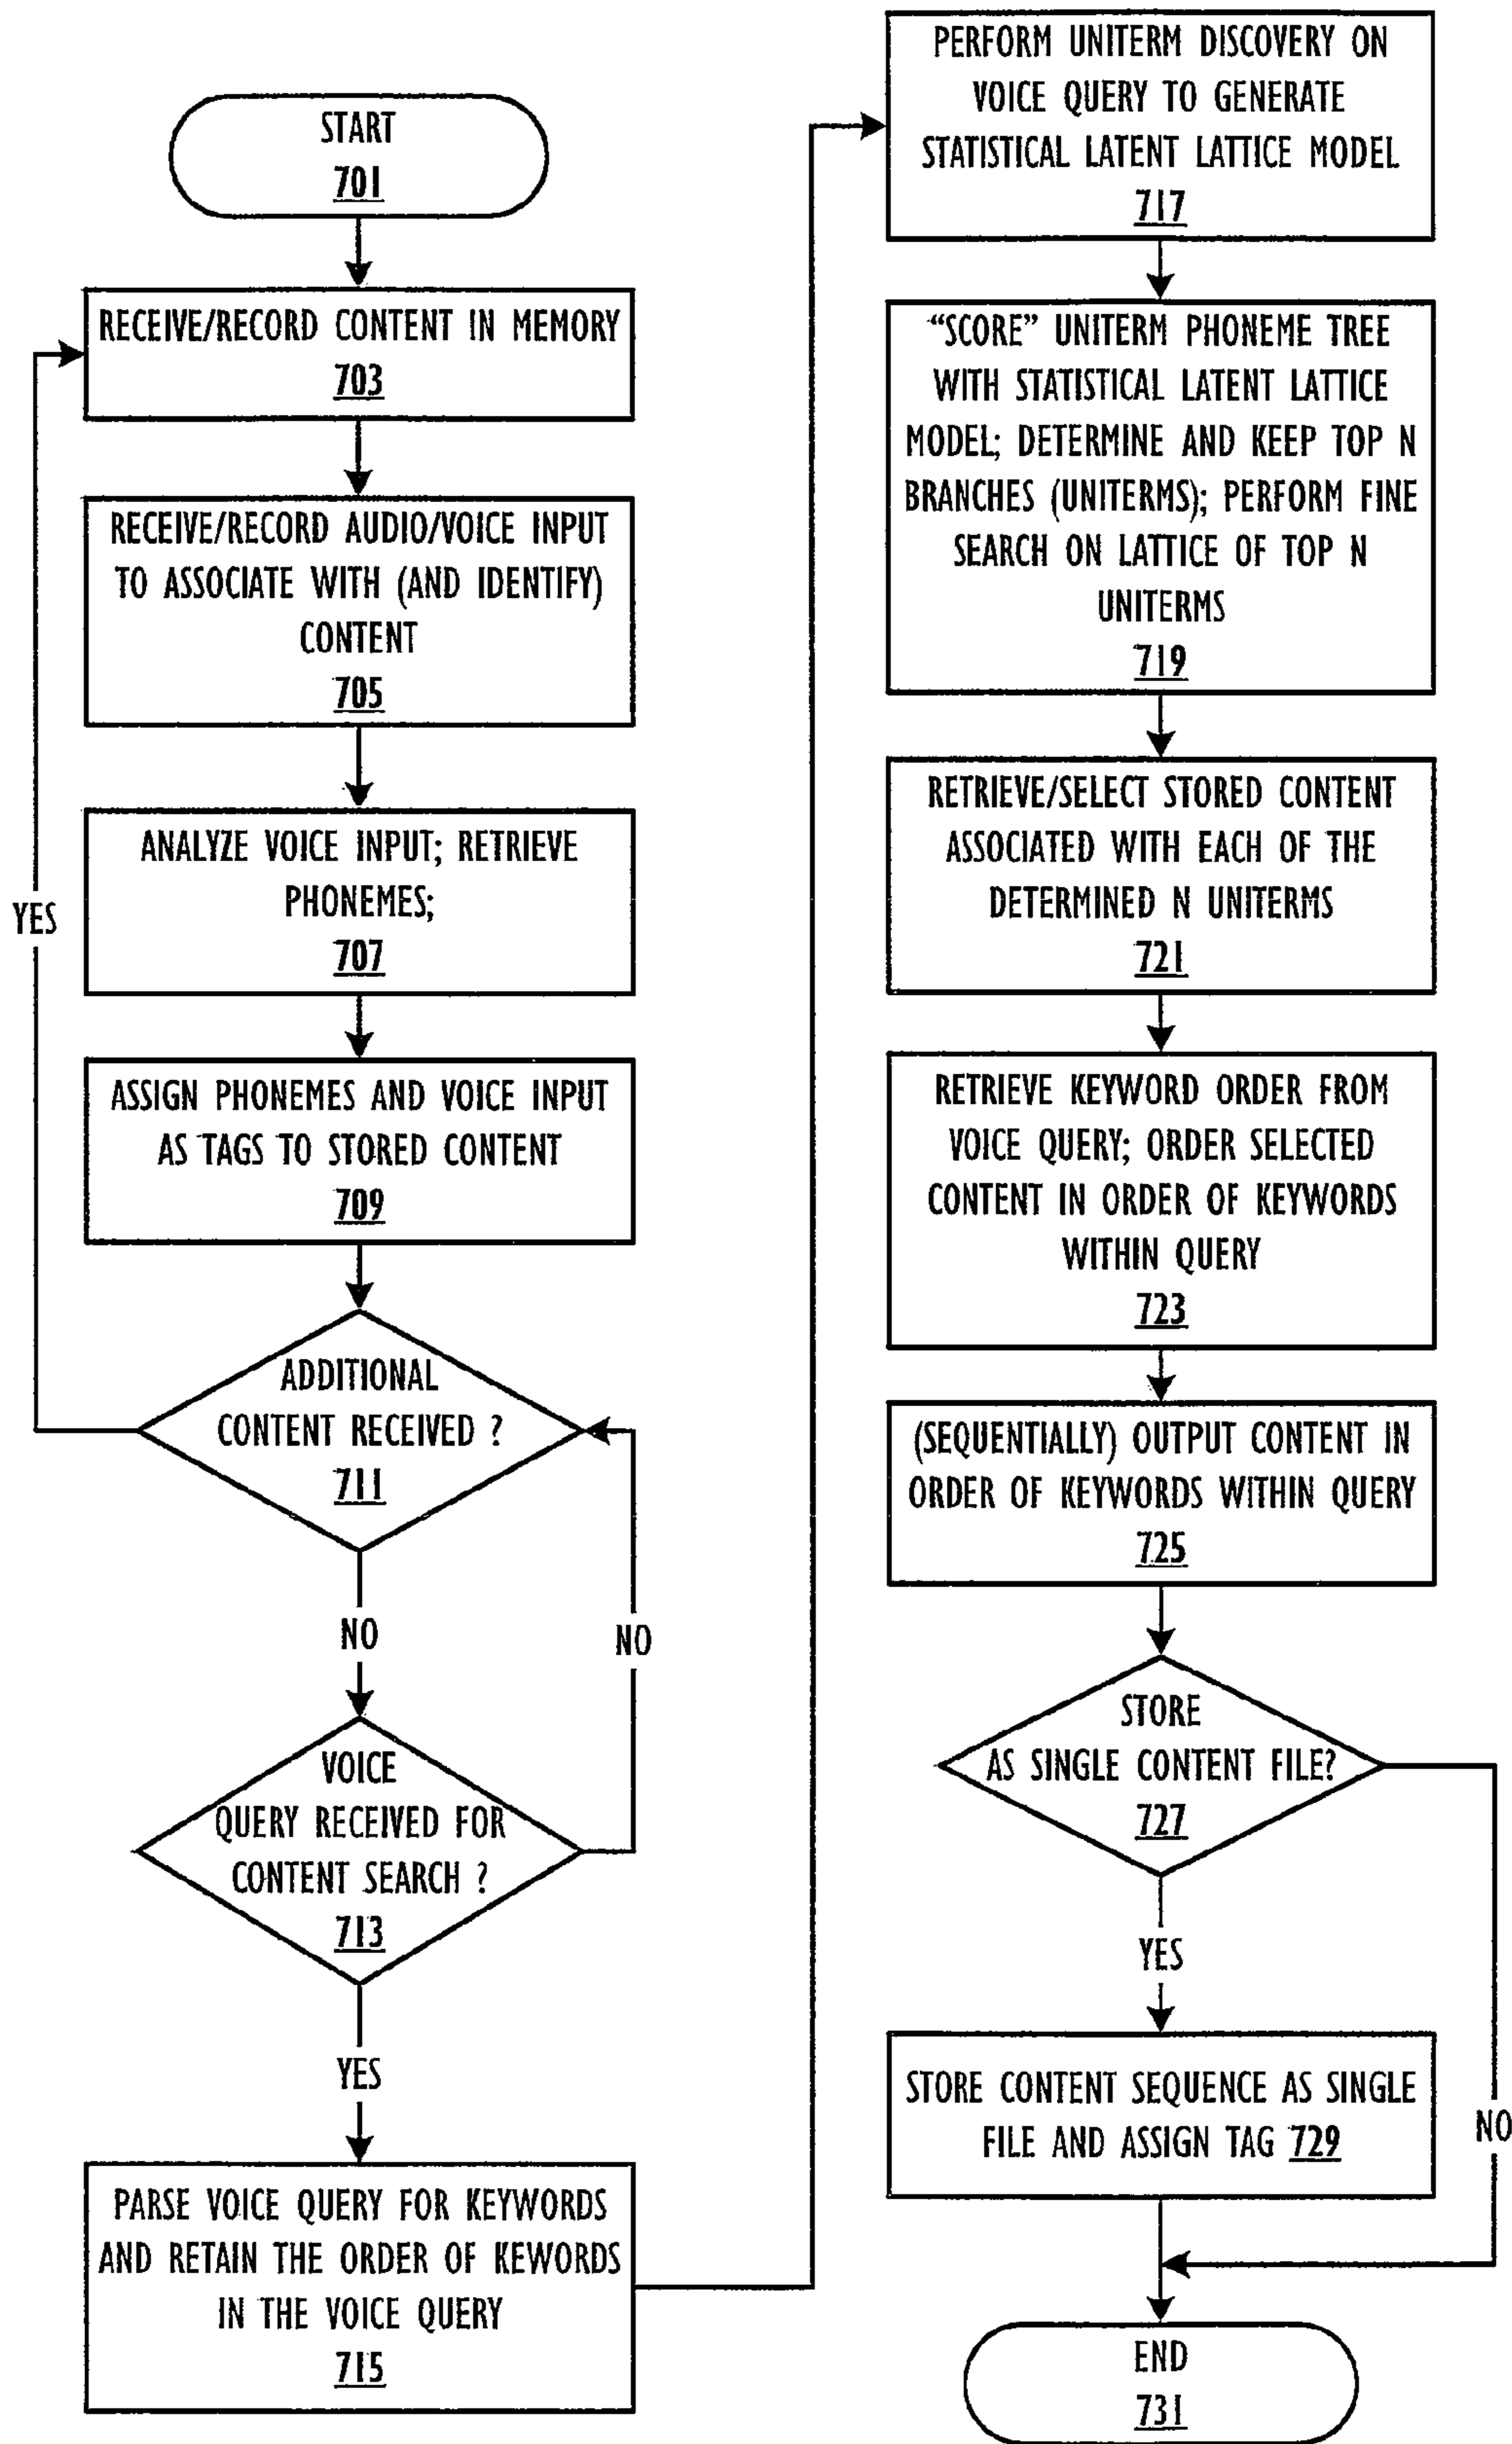 START
701
RECEIVE/RECORD CONTENT IN MEMORY
703
RECEIVE/RECORD AUDIO/VOICE INPUT
TO ASSOCIATE WITH (AND IDENTIFY)
CONTENT
705
ANALYZE VOICE INPUT; RETRIEVE
PHONEMES;
707
ASSIGN PHONEMES AND VOICE INPUT
AS TAGS TO STORED CONTENT
709
ADDITIONAL
CONTENT RECEIVED ?
711
YES
NO
NO
VOICE
QUERY RECEIVED FOR
CONTENT SEARCH ?
713
YES
PARSE VOICE QUERY FOR KEYWORDS
AND RETAIN THE ORDER OF KEWORDS
IN THE VOICE QUERY
715
PERFORM UNITERM DISCOVERY ON
VOICE QUERY TO GENERATE
STATISTICAL LATENT LATTICE MODEL
717
“SCORE” UNITERM PHONEME TREE
WITH STATISTICAL LATENT LATTICE
MODEL; DETERMINE AND KEEP TOP N
BRANCHES (UNITERMS); PERFORM FINE
SEARCH ON LATTICE OF TOP N
UNITERMS
719
RETRIEVE/SELECT STORED CONTENT
ASSOCIATED WITH EACH OF THE
DETERMINED N UNITERMS
721
RETRIEVE KEYWORD ORDER FROM
VOICE QUERY; ORDER SELECTED
CONTENT IN ORDER OF KEYWORDS
WITHIN QUERY
723
(SEQUENTIALLY) OUTPUT CONTENT IN
ORDER OF KEYWORDS WITHIN QUERY
725
STORE
AS SINGLE CONTENT FILE?
727
YES
NO
STORE CONTENT SEQUENCE AS SINGLE
FILE AND ASSIGN TAG 729
END
731